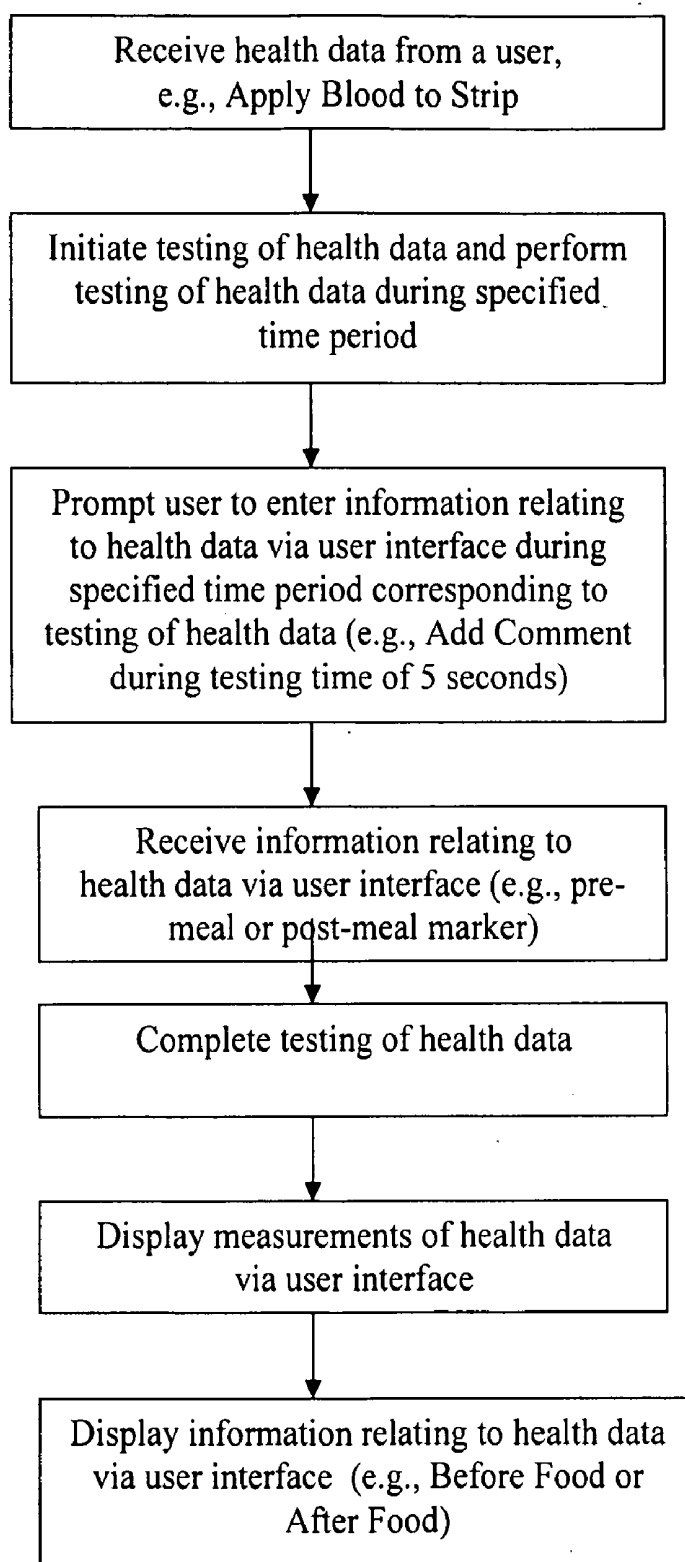 Receive health data from a user,
e.g., Apply Blood to Strip
Initiate testing of health data and perform
testing of health data during specified
time period
Prompt user to enter information relating
to health data via user interface during
specified time period corresponding to
testing of health data (e.g., Add Comment
during testing time of 5 seconds)
Receive information relating to
health data via user interface (e.g., pre-
meal or post-meal marker)
Complete testing of health data
Display measurements of health data
via user interface
Display information relating to health data
via user interface (e.g., Before Food or
After Food)